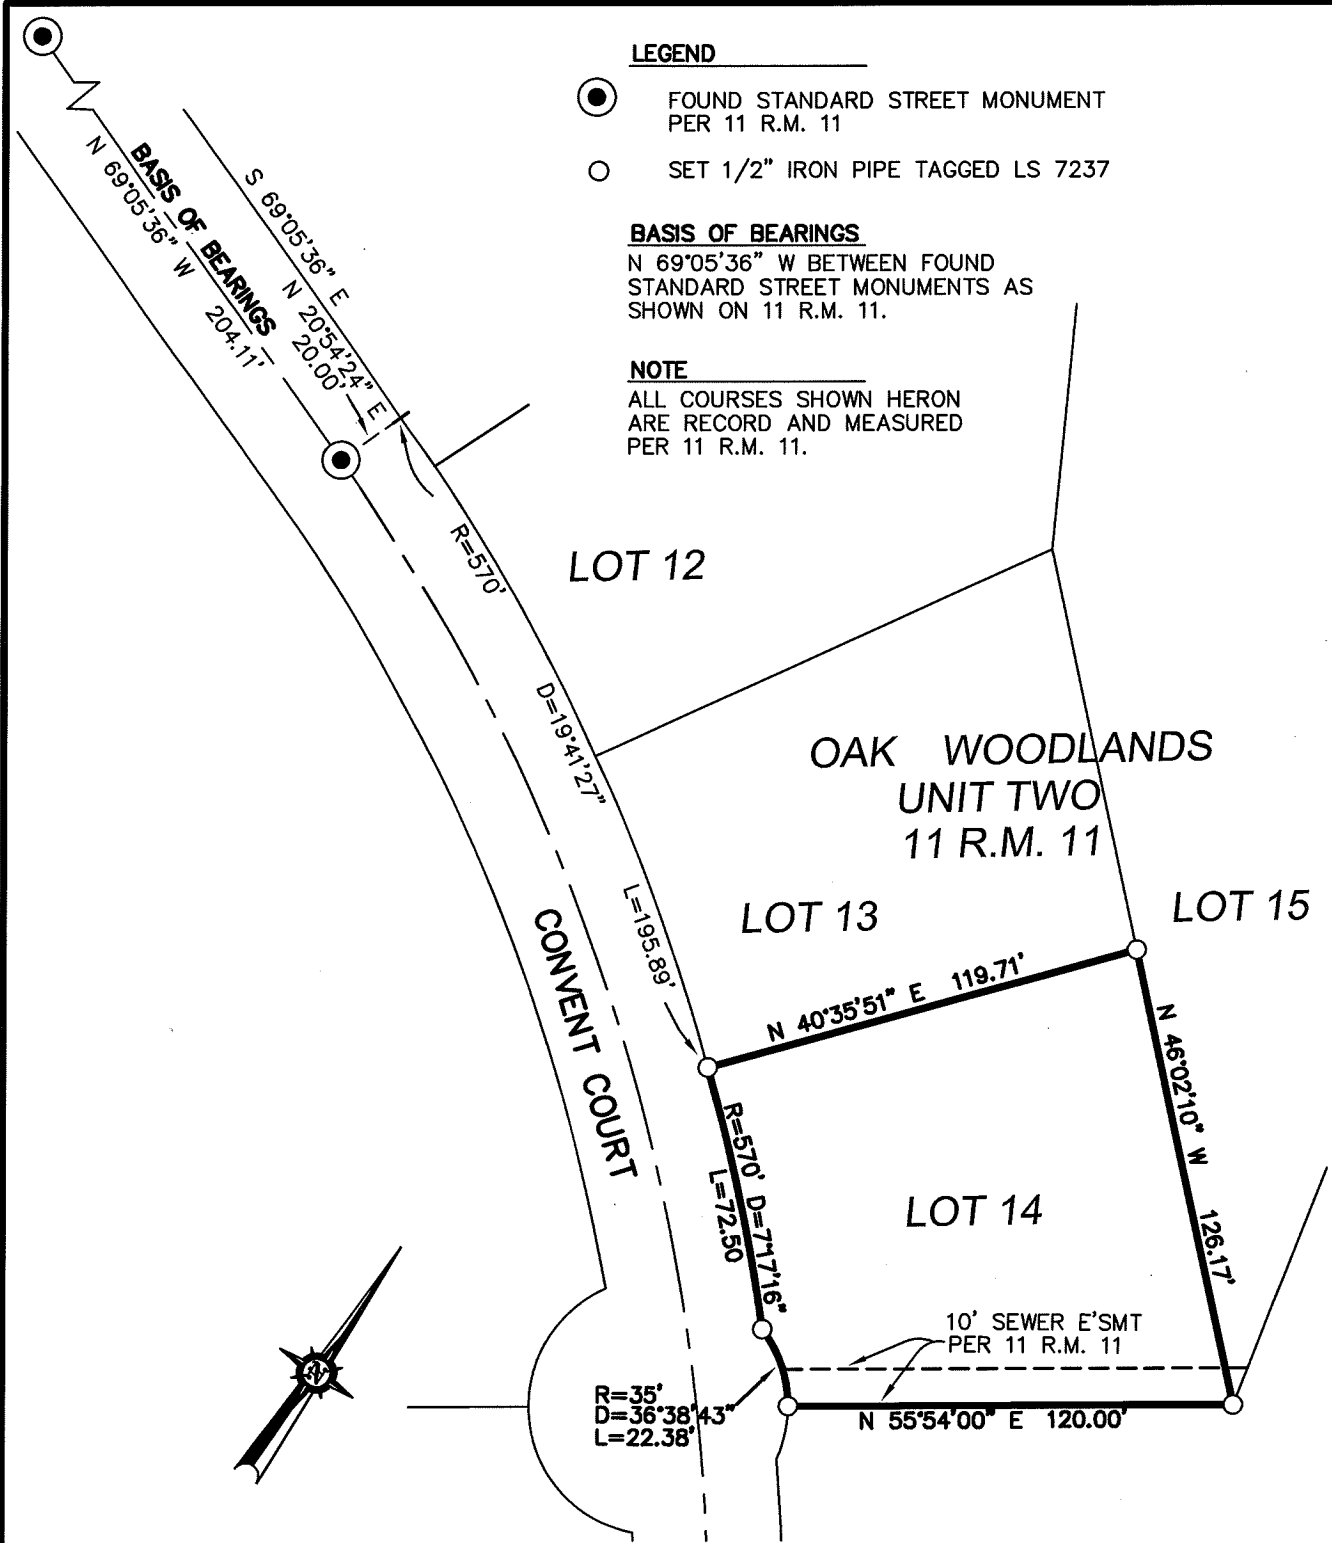 LEGEND
FOUND STANDARD STREET MONUMENT
PER 11 R.M. 11
SET 1/2" IRON PIPE TAGGED LS 7237
BASIS OF BEARINGS
N 69°05'36" W BETWEEN FOUND
STANDARD STREET MONUMENTS AS
SHOWN ON 11 R.M. 11.
NOTE
ALL COURSES SHOWN HERON
ARE RECORD AND MEASURED
PER 11 R.M. 11.
BASIS OF BEARINGS
N 69°05'36" W 204.11'
S 69°05'36" E
N 20°54'24" E
20.00'
R=570'
D=19°41'27"
L=195.89'
LOT 12
OAK WOODLANDS
UNIT TWO
11 R.M. 11
LOT 13
LOT 15
CONVENT COURT
N 40°35'51" E 119.71'
N 46°02'10" W 126.17'
R=570' D=7°17'16"
L=72.50
LOT 14
10' SEWER E'SMT
PER 11 R.M. 11
R=35'
D=36°38'43"
L=22.38'
N 55°54'00" E 120.00'
N